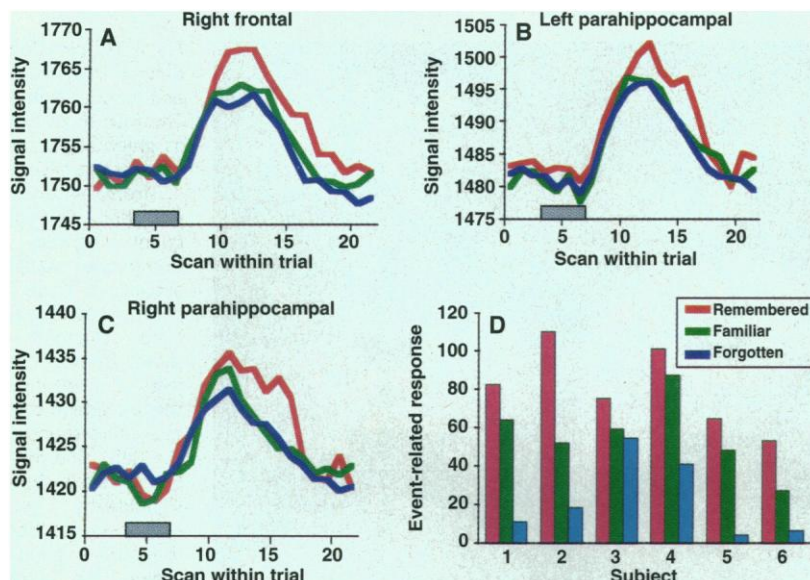 A Right frontal
Signal intensity
1770
1765
1760
1755
1750
1745
0 5 10 15 20
Scan within trial
B Left parahippocampal
Signal intensity
1505
1500
1495
1490
1485
1480
1475
0 5 10 15 20
Scan within trial
C Right parahippocampal
Signal intensity
1440
1435
1430
1425
1420
1415
0 5 10 15 20
Scan within trial
D
Remembered
Familiar
Forgotten
Event-related response
120
100
80
60
40
20
0
1 2 3 4 5 6
Subject